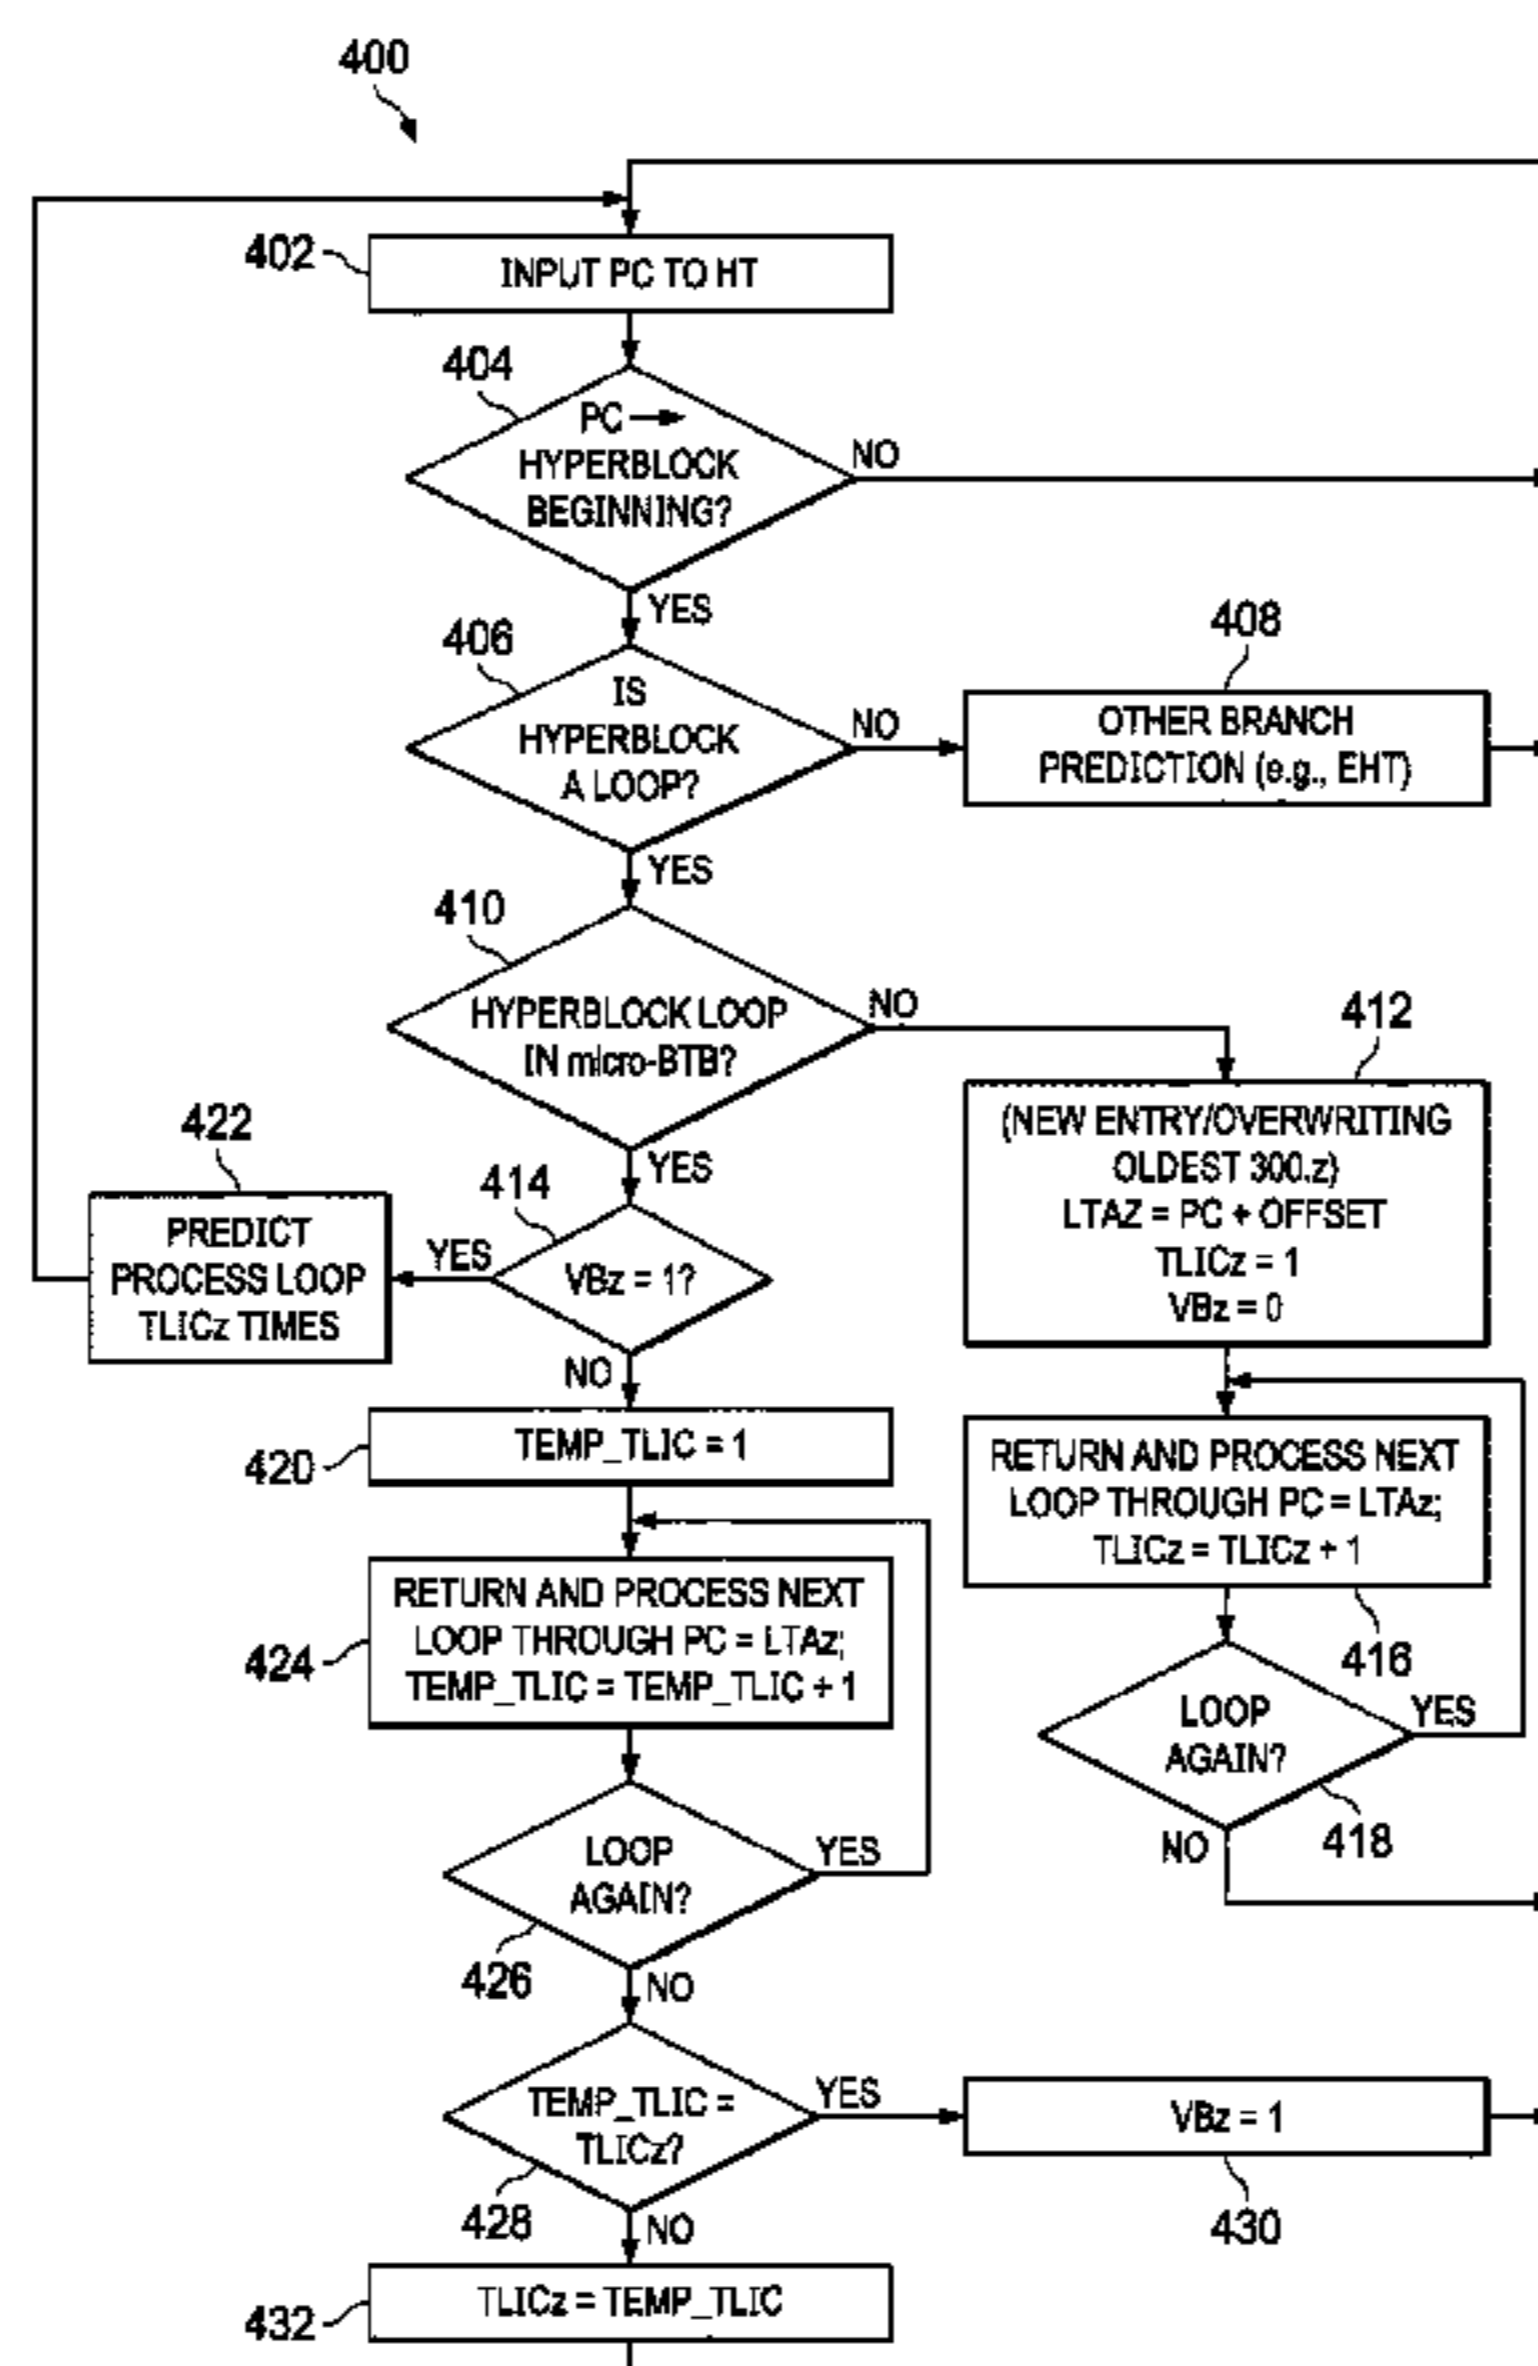 400
402
INPUT PC TO HT
404
PC
HYPERBLOCK
BEGINNING?
NO
YES
406
IS
HYPERBLOCK
A LOOP?
NO
408
OTHER BRANCH
PREDICTION (e.g., EHT)
YES
410
HYPERBLOCK LOOP
IN micro-BTB?
NO
412
(NEW ENTRY/OVERWRITING
OLDEST 300.z)
LTAZ = PC + OFFSET
TLICz = 1
VBz = 0
YES
414
VBz = 1?
YES
422
PREDICT
PROCESS LOOP
TLICz TIMES
NO
420
TEMP_TLIC = 1
RETURN AND PROCESS NEXT
LOOP THROUGH PC = LTAz;
TLICz = TLICz + 1
416
424
RETURN AND PROCESS NEXT
LOOP THROUGH PC = LTAz;
TEMP_TLIC = TEMP_TLIC + 1
LOOP
AGAIN?
YES
418
NO
LOOP
AGAIN?
YES
426
NO
TEMP_TLIC =
TLICz?
YES
428
VBz = 1
430
NO
432
TLICz = TEMP_TLIC